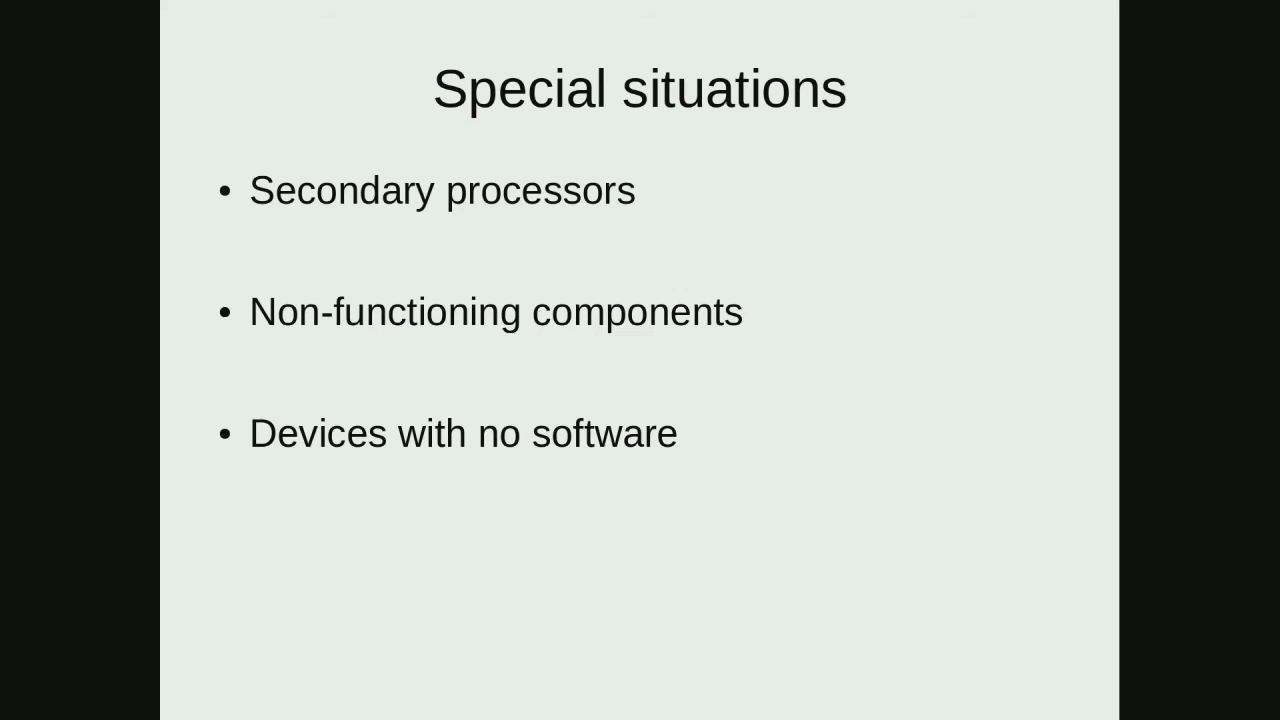 Special situations
• Secondary processors
• Non-functioning components
• Devices with no software